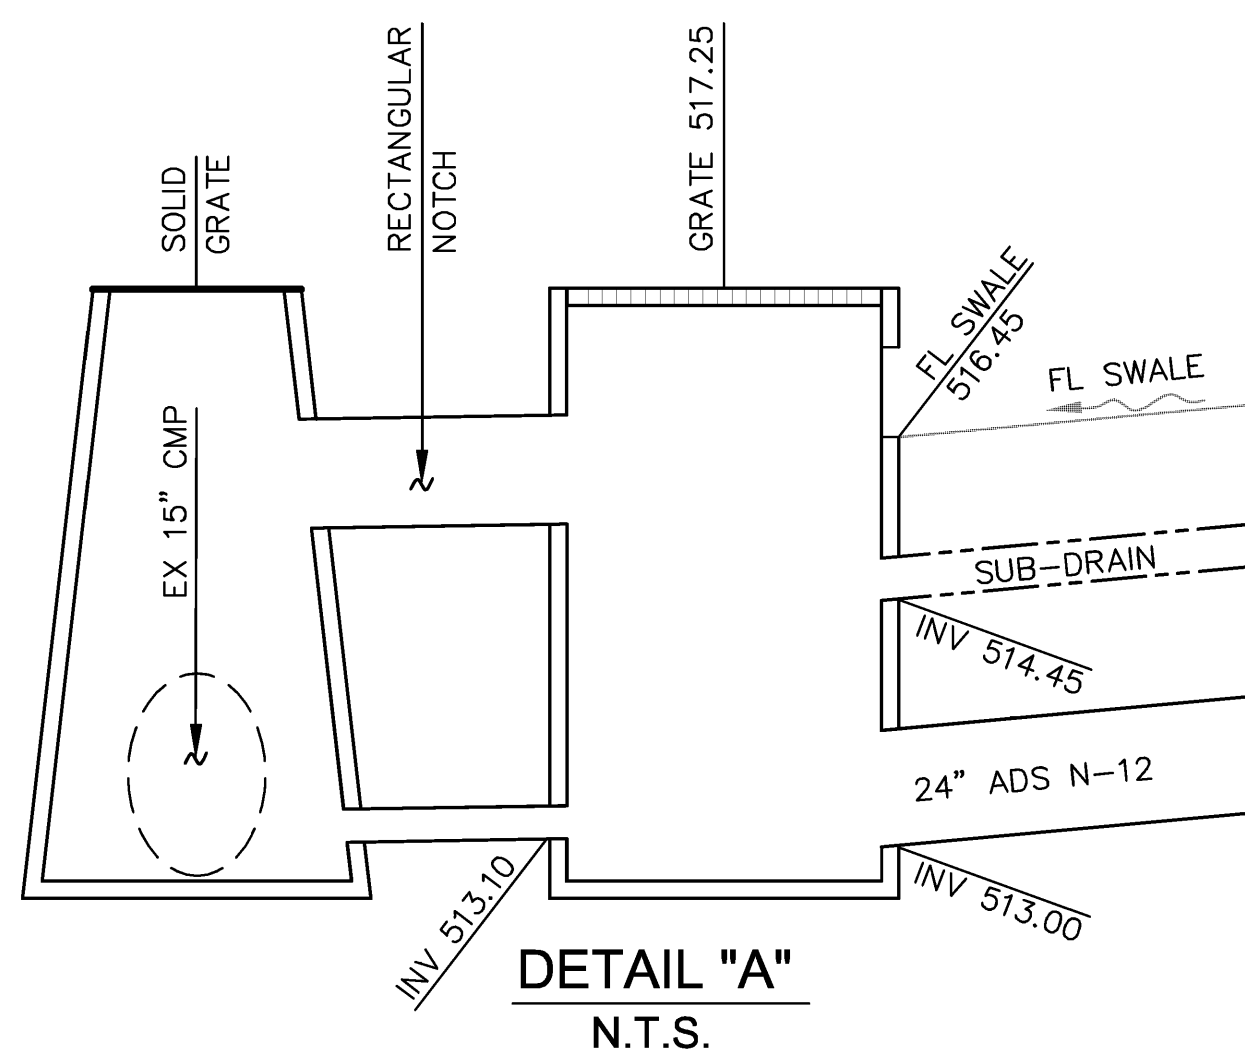 SOLID
GRATE
RECTANGULAR
NOTCH
GRATE 517.25
FL SWALE
516.45
FL SWALE
EX 15" CMP
SUB-DRAIN
INV 514.45
24" ADS N-12
INV 513.10
INV 513.00
DETAIL "A"
N.T.S.